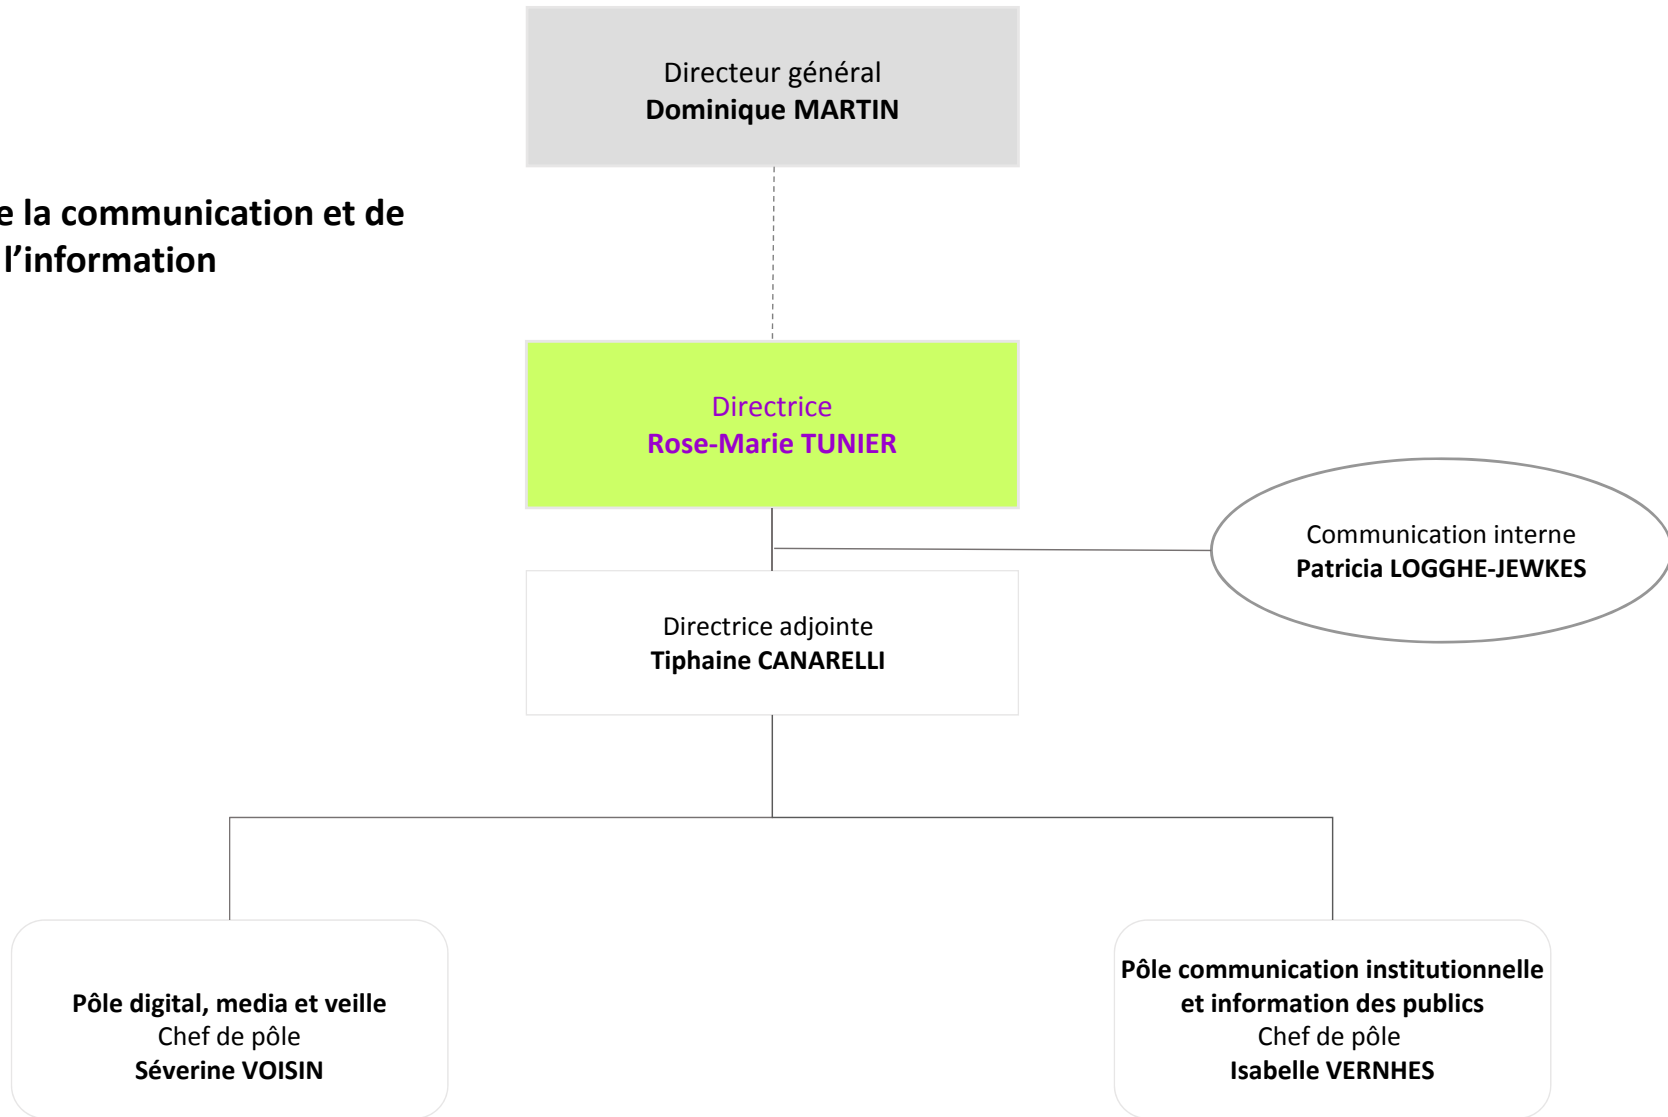 Directeur général
Dominique MARTIN
e la communication et de
l’information
Directrice
Rose-Marie TUNIER
Communication interne
Patricia LOGGHE-JEWKES
Directrice adjointe
Tiphaine CANARELLI
Pôle digital, media et veille
Chef de pôle
Séverine VOISIN
Pôle communication institutionnelle
et information des publics
Chef de pôle
Isabelle VERNHES